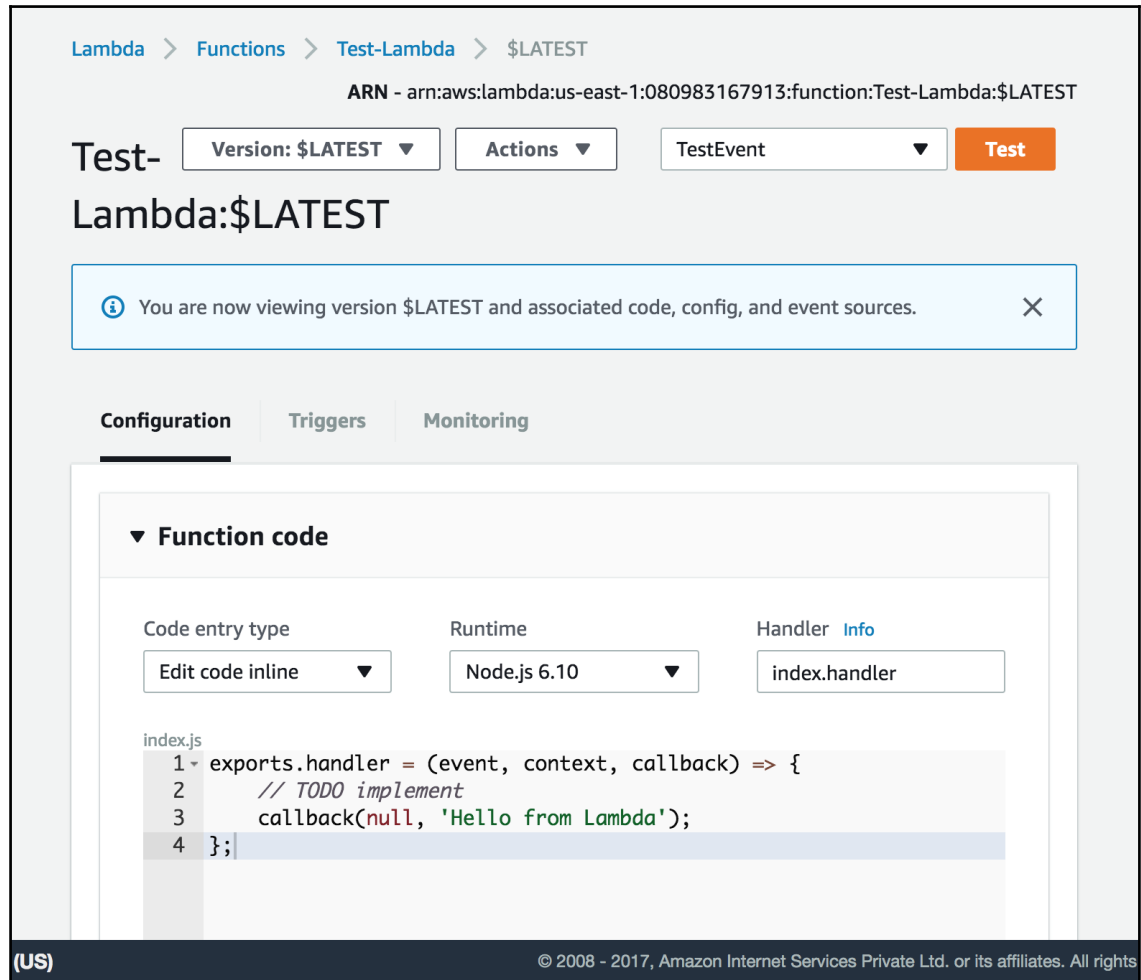 Lambda > Functions > Test-Lambda > $LATEST
ARN - arn:aws:lambda:us-east-1:080983167913:function:Test-Lambda:$LATEST
Test-Lambda:$LATEST
Version: $LATEST
Actions
TestEvent
Test
You are now viewing version $LATEST and associated code, config, and event sources.
Configuration
Triggers
Monitoring
Function code
Code entry type
Runtime
Handler Info
Edit code inline
Node.js 6.10
index.handler
index.js
1 exports.handler = (event, context, callback) => {
2     // TODO implement
3     callback(null, 'Hello from Lambda');
4 };
(US)
© 2008 - 2017, Amazon Internet Services Private Ltd. or its affiliates. All rights